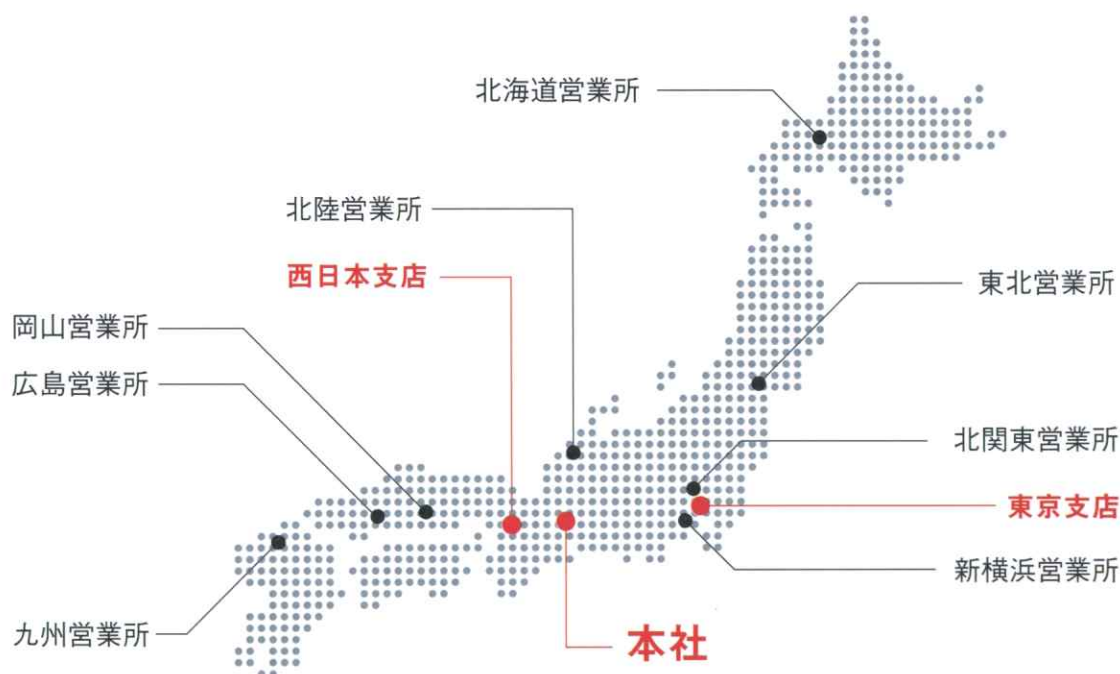 北海道営業所
北陸営業所
西日本支店
東北営業所
岡山営業所
広島営業所
北関東営業所
東京支店
新横浜営業所
九州営業所
本社